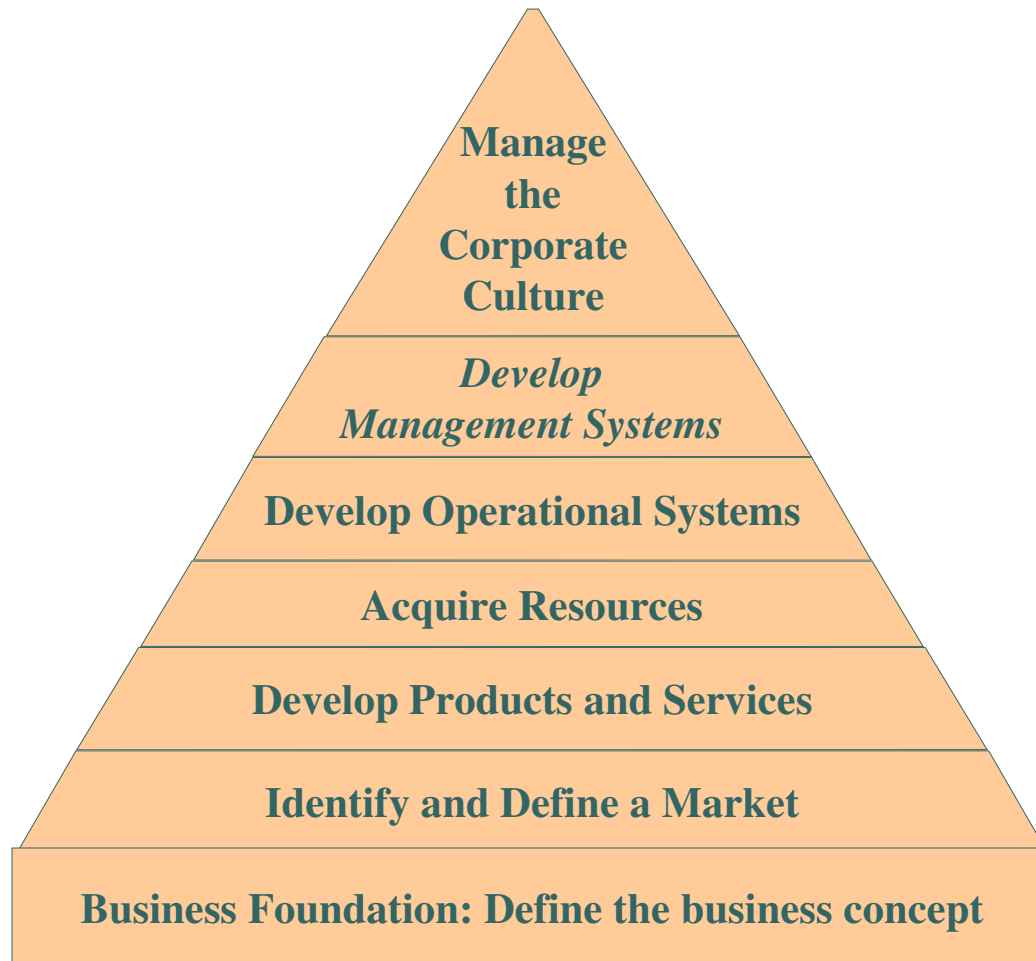 Manage
the
Corporate
Culture
Develop
Management Systems
Develop Operational Systems
Acquire Resources
Develop Products and Services
Identify and Define a Market
Business Foundation: Define the business concept